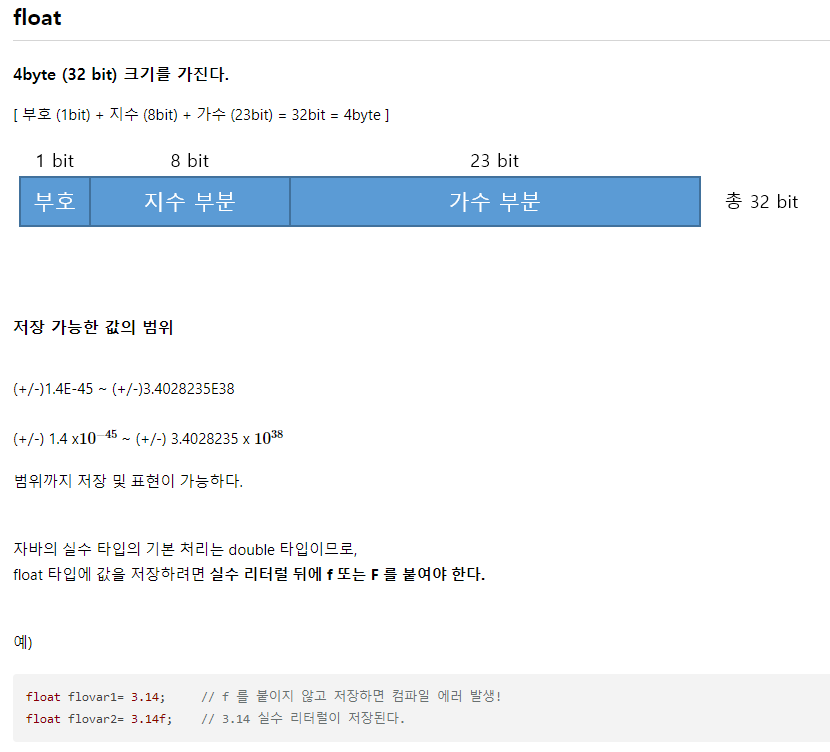 float
4byte (32 bit) 크기를 가진다.
[ 부호 (1bit) + 지수 (8bit) + 가수 (23bit) = 32bit = 4byte ]
1 bit 8 bit 23 bit
부호 지수 부분 가수 부분 총 32 bit
저장 가능한 값의 범위
(+/-)1.4E-45 ~ (+/-)3.4028235E38
(+/-) 1.4 x10⁻⁴⁵ ~ (+/-) 3.4028235 x 10³⁸
범위까지 저장 및 표현이 가능하다.
자바의 실수 타입의 기본 처리는 double 타입이므로,
float 타입에 값을 저장하려면 실수 리터럴 뒤에 f 또는 F 를 붙여야 한다.
예)
float flovar1= 3.14; // f 를 붙이지 않고 저장하면 컴파일 에러 발생!
float flovar2= 3.14f; // 3.14 실수 리터럴이 저장된다.